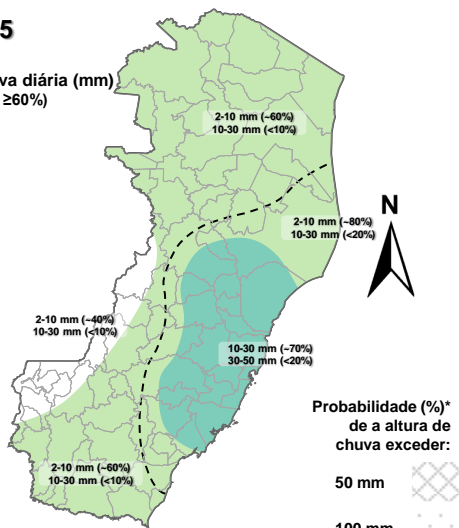 5
va diária (mm)
≥60%)
2-10 mm (~60%)
10-30 mm (<10%)
N
2-10 mm (~80%)
10-30 mm (<20%)
2-10 mm (~40%)
10-30 mm (<10%)
10-30 mm (~70%)
30-50 mm (<20%)
Probabilidade (%)*
de a altura de
chuva exceder:
2-10 mm (~60%)
10-30 mm (<10%)
50 mm
100 mm